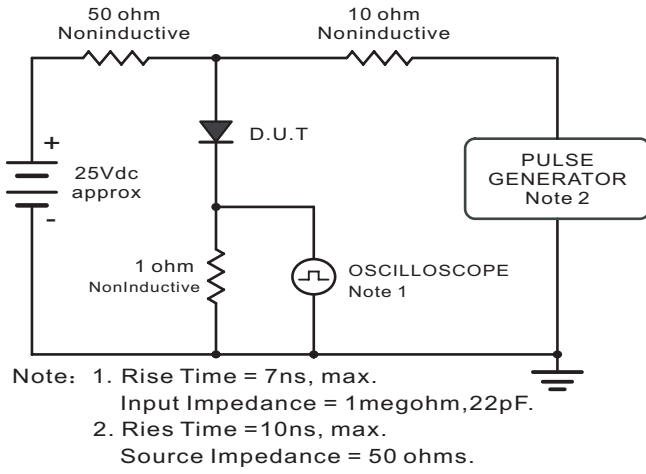 50 ohm
Noninductive
10 ohm
Noninductive
+
D.U.T
25Vdc
approx
-
PULSE
GENERATOR
Note 2
1 ohm
NonInductive
OSCILLOSCOPE
Note 1
Note: 1. Rise Time = 7ns, max.
Input Impedance = 1megohm,22pF.
2. Ries Time =10ns, max.
Source Impedance = 50 ohms.